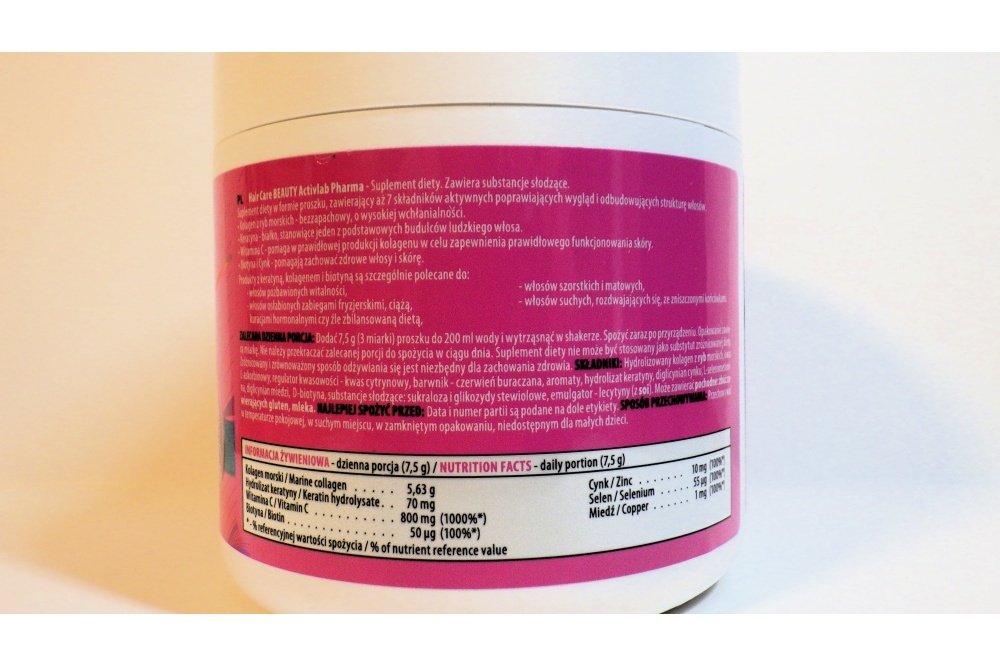 PL Hair Care BEAUTY Activlab Pharma - Suplement diety. Zawiera substancje słodzące.
Suplement diety w formie proszku, zawierający aż 7 składników aktywnych poprawiających wygląd i odbudowujących strukturę włosów.
- Kolagen z ryb morskich - bezzapachowy, o wysokiej wchłanialności.
- Keratyna - białko, stanowiące jeden z podstawowych budulców ludzkiego włosa.
- Witamina C - pomaga w prawidłowej produkcji kolagenu w celu zapewnienia prawidłowego funkcjonowania skóry.
- Biotyna i Cynk - pomagają zachować zdrowe włosy i skórę.
Produkty z keratyną, kolagenem i biotyną są szczególnie polecane do:
- włosów pozbawionych witalności,
- włosów osłabionych zabiegami fryzjerskimi, ciążą,
kuracjami hormonalnymi czy źle zbilansowaną dietą,
- włosów szorstkich i matowych,
- włosów suchych, rozdwajających się, ze zniszczonymi końcówkami.
ZALECANA DZIENNA PORCJA: Dodać 7,5 g (3 miarki) proszku do 200 ml wody i wytrząsnąć w shakerze. Spożyć zaraz po przyrządzeniu. Opakowanie
miarkę. Nie należy przekraczać zalecanej porcji do spożycia w ciągu dnia. Suplement diety nie może być stosowany jako substytut zróżnicowanej diety.
Zróżnicowany i zrównoważony sposób odżywiania się jest niezbędny dla zachowania zdrowia. SKŁADNIKI: Hydrolizowany kolagen z ryb morskich,
L-askorbinowy, regulator kwasowości - kwas cytrynowy, barwnik - czerwień buraczana, aromaty, hydrolizat keratyny, diglicynian cynku,
diglicynian miedzi, D-biotyna, substancje słodzące: sukraloza i glikozydy stewiolowe, emulgator - lecytyny (z soi). Może zawierać pochodne
wierających gluten, mleka. NAJLEPIEJ SPOŻYĆ PRZED: Data i numer partii są podane na dole etykiety. SPOSÓB PRZECHOWYWANIA: Przechowywać
w temperaturze pokojowej, w suchym miejscu, w zamkniętym opakowaniu, niedostępnym dla małych dzieci.
INFORMACJA ŻYWIENIOWA - dzienna porcja (7,5 g) / NUTRITION FACTS - daily portion (7,5 g)
Kolagen morski / Marine collagen ...... 5,63 g
Hydrolizat keratyny / Keratin hydrolysate .. 70 mg
Witamina C / Vitamin C ............ 800 mg (1000%*)
Biotyna / Biotin ............... 50 µg (100%*)
Cynk / Zinc ........... 10 mg (100%*)
Selen / Selenium ........ 55 µg (100%*)
Miedź / Copper ......... 1 mg (100%*)
* - % referencyjnej wartości spożycia / % of nutrient reference value